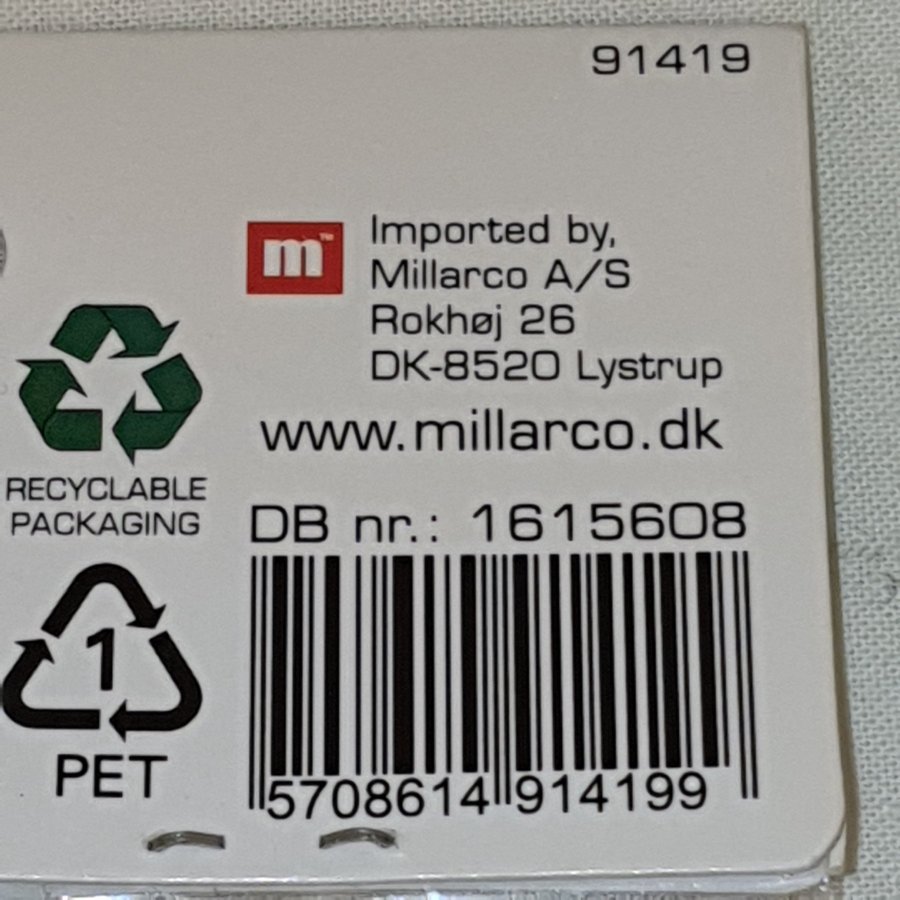 91419
m™
Imported by,
Millarco A/S
Rokhøj 26
DK-8520 Lystrup
www.millarco.dk
RECYCLABLE
PACKAGING
DB nr.: 1615608
1
PET
5708614 914199